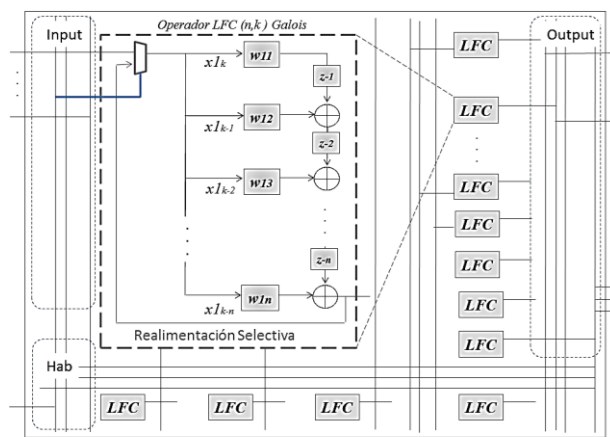 Operador LFC (n,k) Galois
Input
Output
LFC
x1k
w11
z-1
LFC
x1k-1
w12
z-2
x1k-2
w13
LFC
LFC
z-n
LFC
x1k-n
w1n
LFC
Realimentación Selectiva
LFC
Hab
LFC
LFC
LFC
LFC